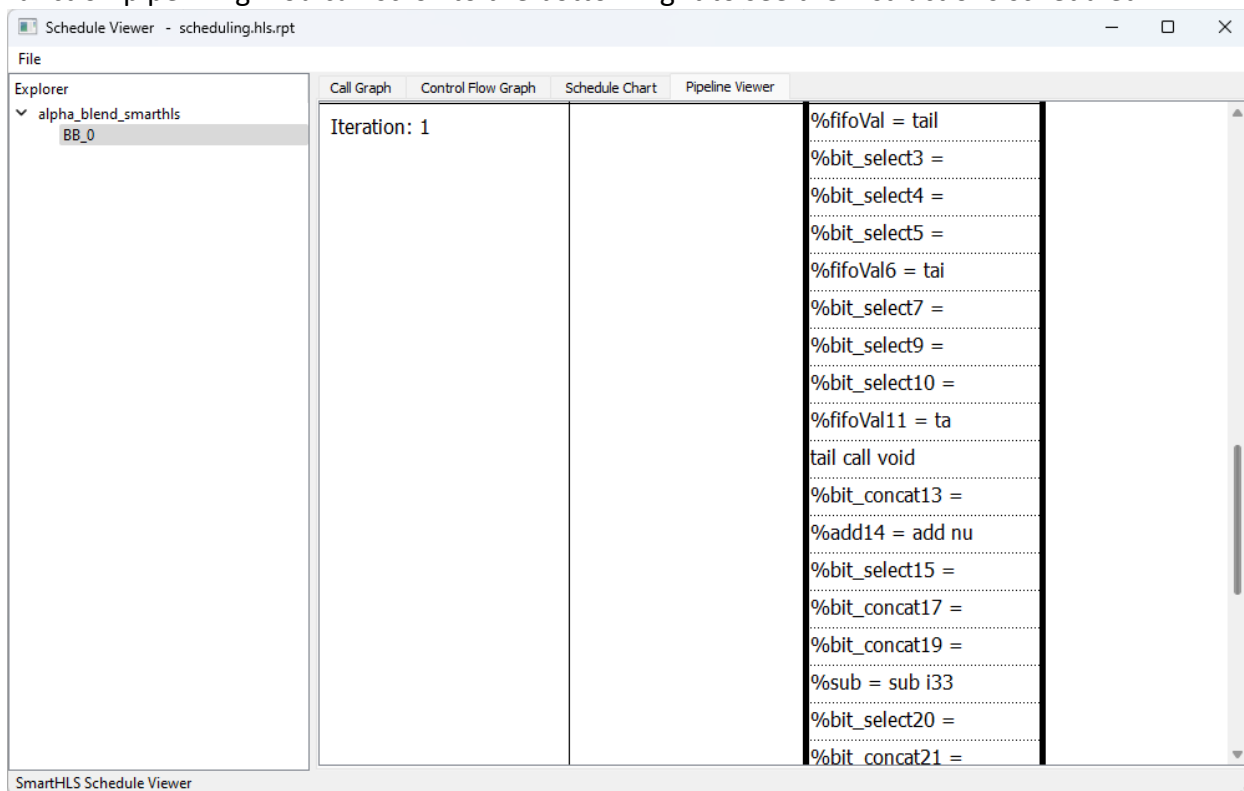 Schedule Viewer - scheduling.hls.rpt
File
Explorer
alpha_blend_smarthls
BB_0
Call Graph
Control Flow Graph
Schedule Chart
Pipeline Viewer
Iteration: 1
%fifoVal = tail
%bit_select3 =
%bit_select4 =
%bit_select5 =
%fifoVal6 = tai
%bit_select7 =
%bit_select9 =
%bit_select10 =
%fifoVal11 = ta
tail call void
%bit_concat13 =
%add14 = add nu
%bit_select15 =
%bit_concat17 =
%bit_concat19 =
%sub = sub i33
%bit_select20 =
%bit_concat21 =
SmartHLS Schedule Viewer